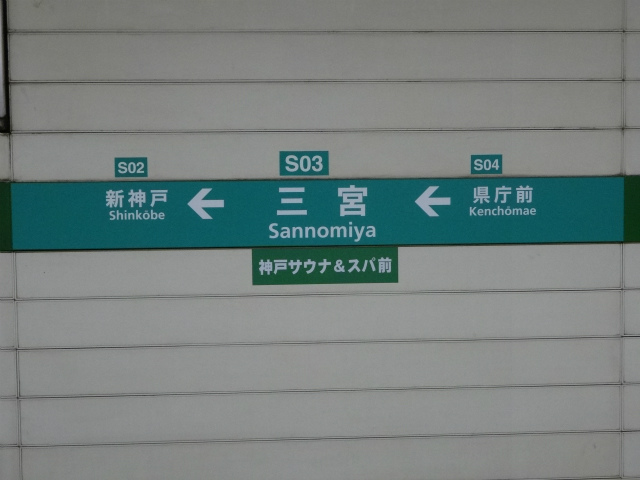 S02
S03
S04
新神戸
Shinkōbe
三宮
Sannomiya
県庁前
Kenchōmae
神戸サウナ&スパ前